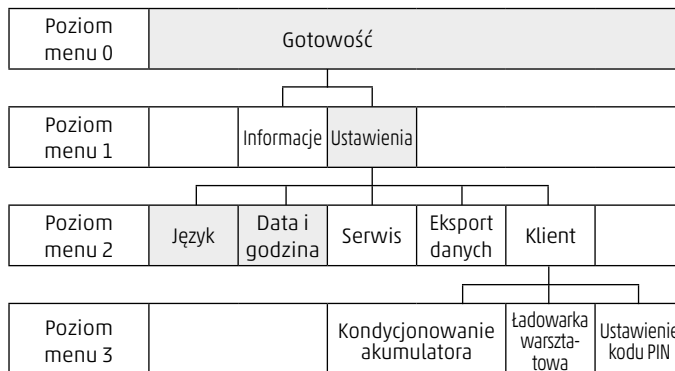 Poziom
menu 0
Gotowość
Poziom
menu 1
Informacje
Ustawienia
Poziom
menu 2
Język
Data i
godzina
Serwis
Eksport
danych
Klient
Poziom
menu 3
Kondycjonowanie
akumulatora
Ładowarka
warszta-
towa
Ustawienie
kodu PIN